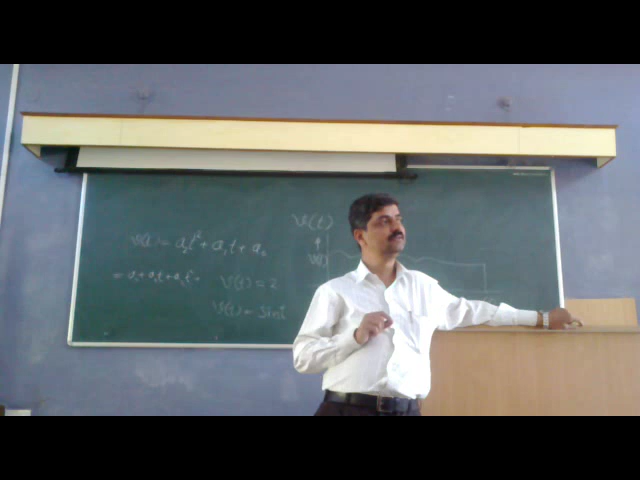 v(t) = a₂t² + a₁t + a₀
= a₀ + a₁t + a₂t² +
v(t) = 2
v(t) = sin t
v(t)
↑